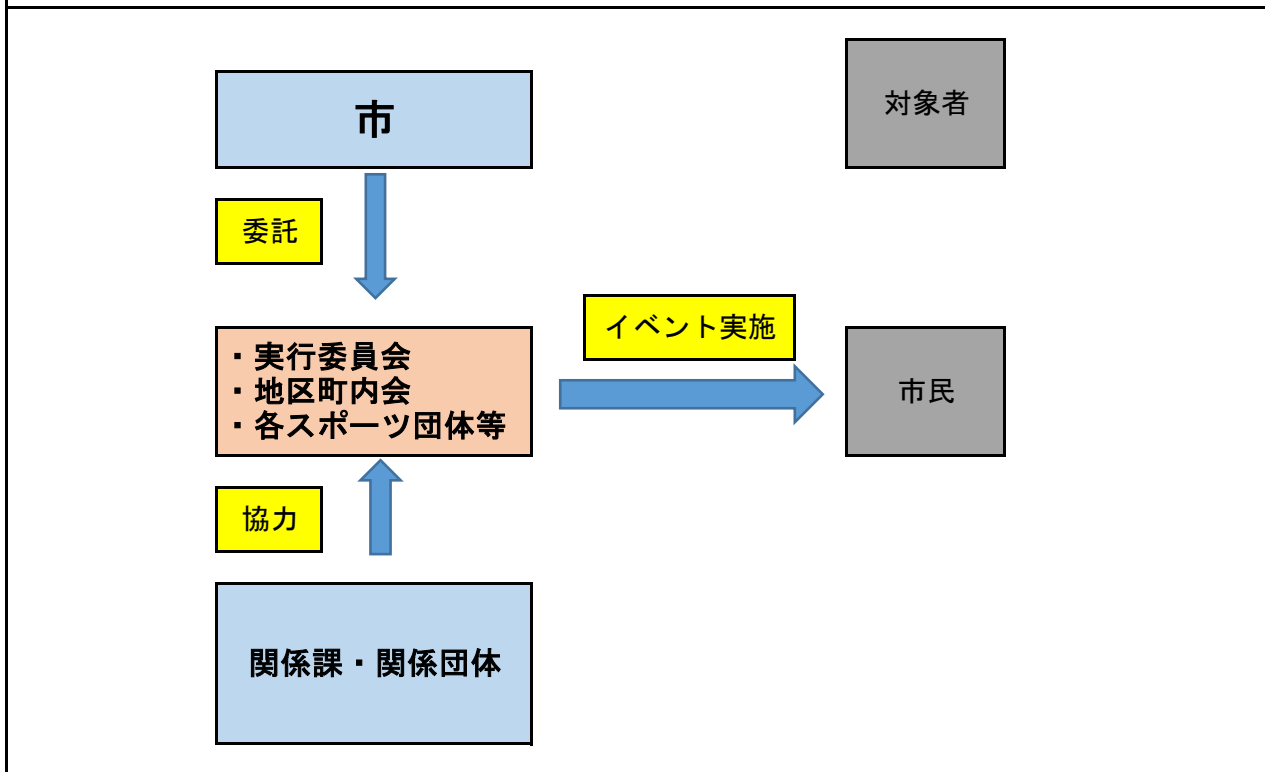 市
対象者
委託
イベント実施
・実行委員会
・地区町内会
・各スポーツ団体等
市民
協力
関係課・関係団体